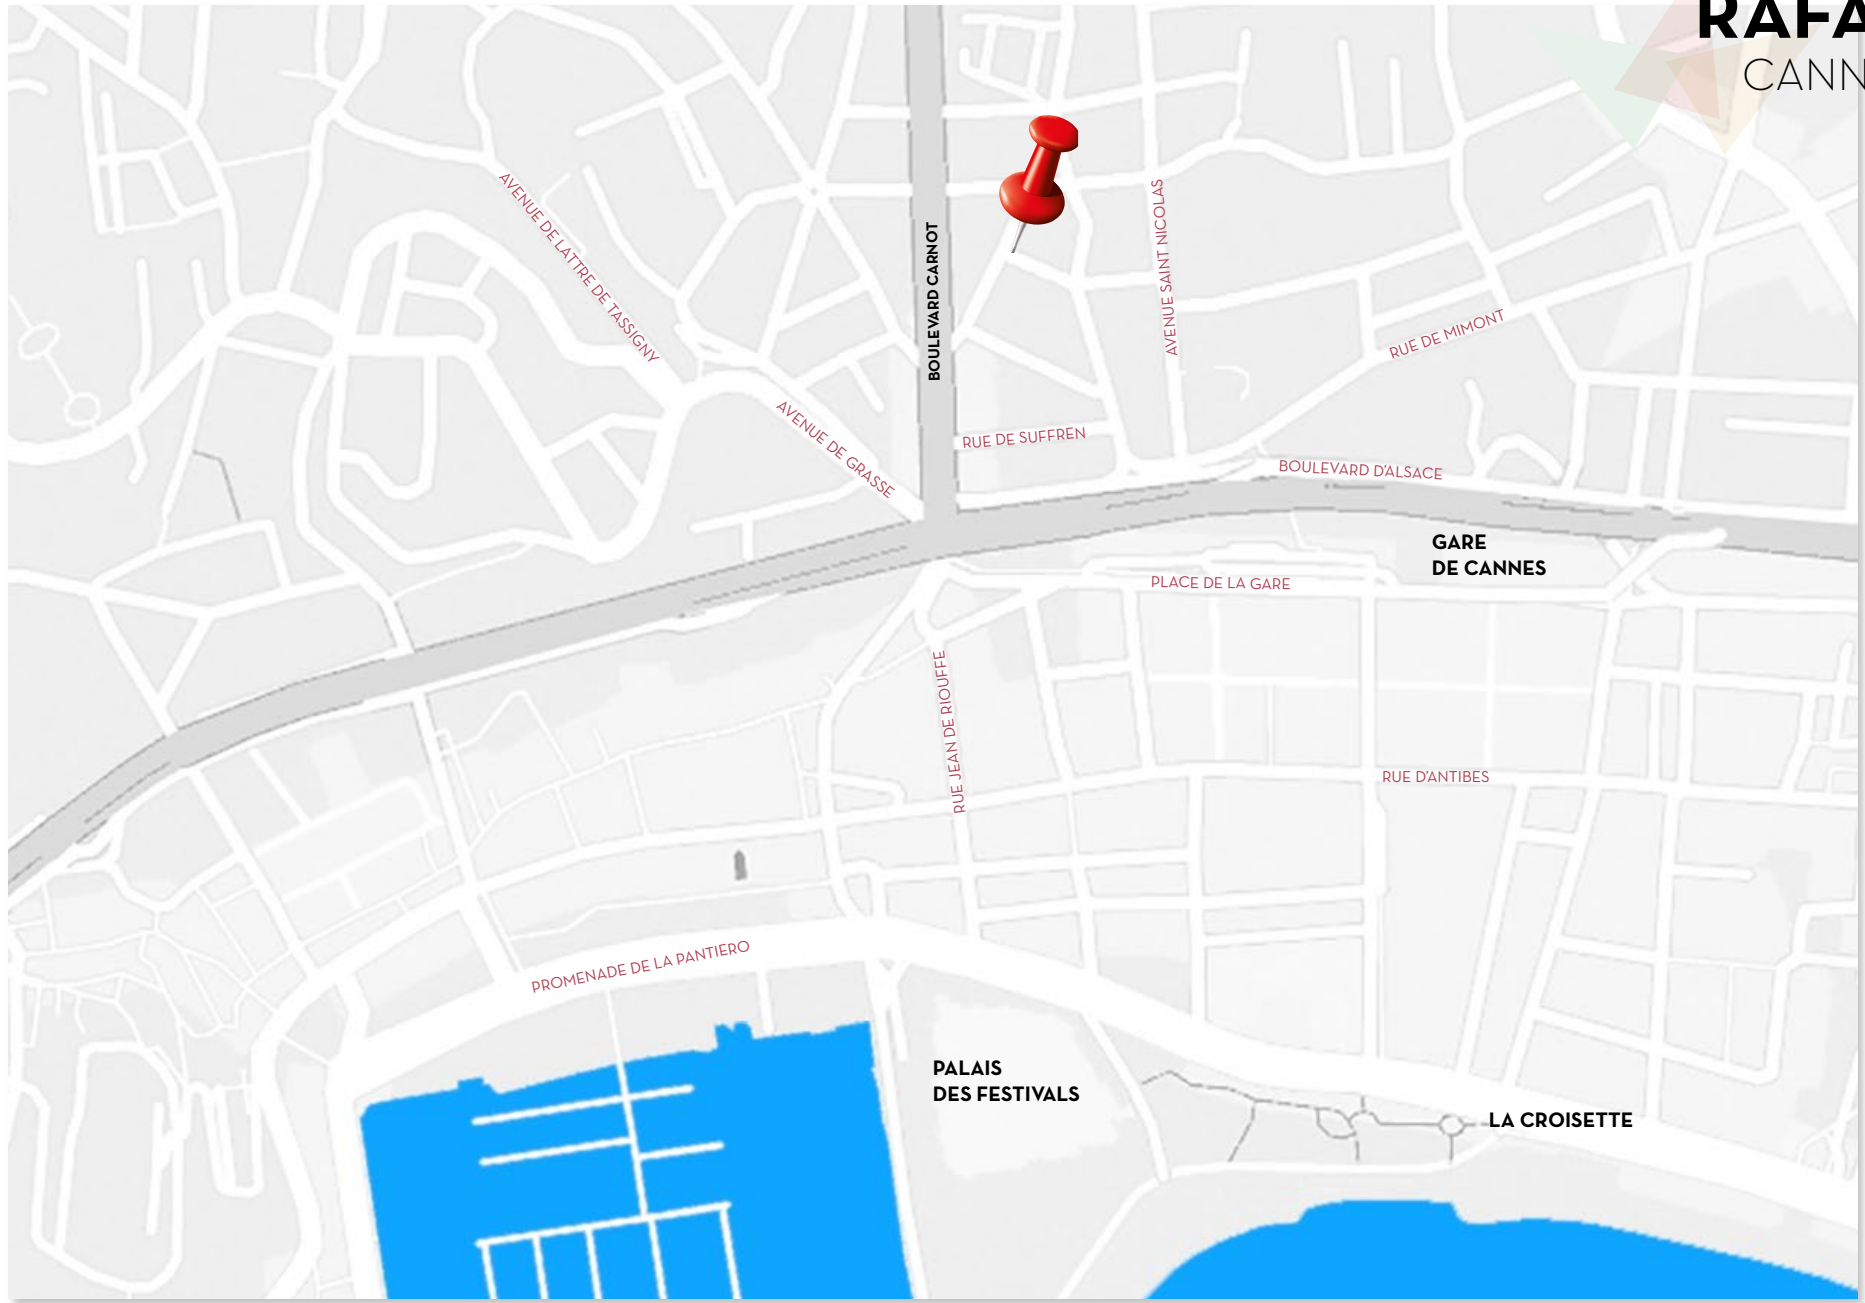 RAFA
CANN
AVENUE DE LATTRE DE TASSIGNY
BOULEVARD CARNOT
AVENUE SAINT NICOLAS
RUE DE MIMONT
AVENUE DE GRASSE
RUE DE SUFFREN
BOULEVARD D'ALSACE
GARE
DE CANNES
PLACE DE LA GARE
RUE JEAN DE RIOUFFE
RUE D'ANTIBES
PROMENADE DE LA PANTIERO
PALAIS
DES FESTIVALS
LA CROISETTE